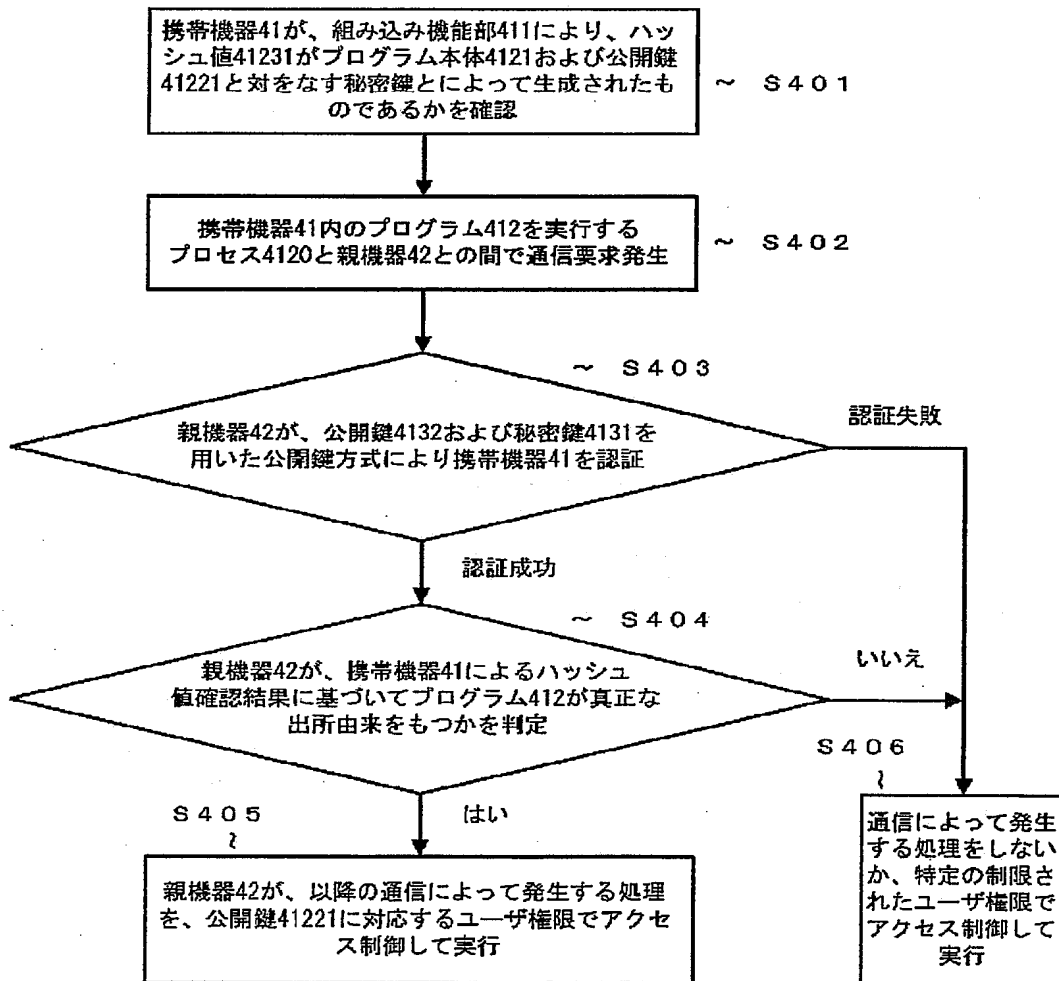 携帯機器41が、組み込み機能部411により、ハッ
シュ値41231がプログラム本体4121および公開鍵
41221と対をなす秘密鍵とによって生成されたも
のであるかを確認
~ S401
携帯機器41内のプログラム412を実行する
プロセス4120と親機器42との間で通信要求発生
~ S402
~ S403
親機器42が、公開鍵4132および秘密鍵4131を
用いた公開鍵方式により携帯機器41を認証
認証失敗
認証成功
~ S404
親機器42が、携帯機器41によるハッシュ
値確認結果に基づいてプログラム412が真正な
出所由来をもつかを判定
いいえ
S406
~
S405
~
はい
親機器42が、以降の通信によって発生する処理
を、公開鍵41221に対応するユーザ権限でアクセ
ス制御して実行
通信によって発生
する処理をしない
か、特定の制限さ
れたユーザ権限で
アクセス制御して
実行